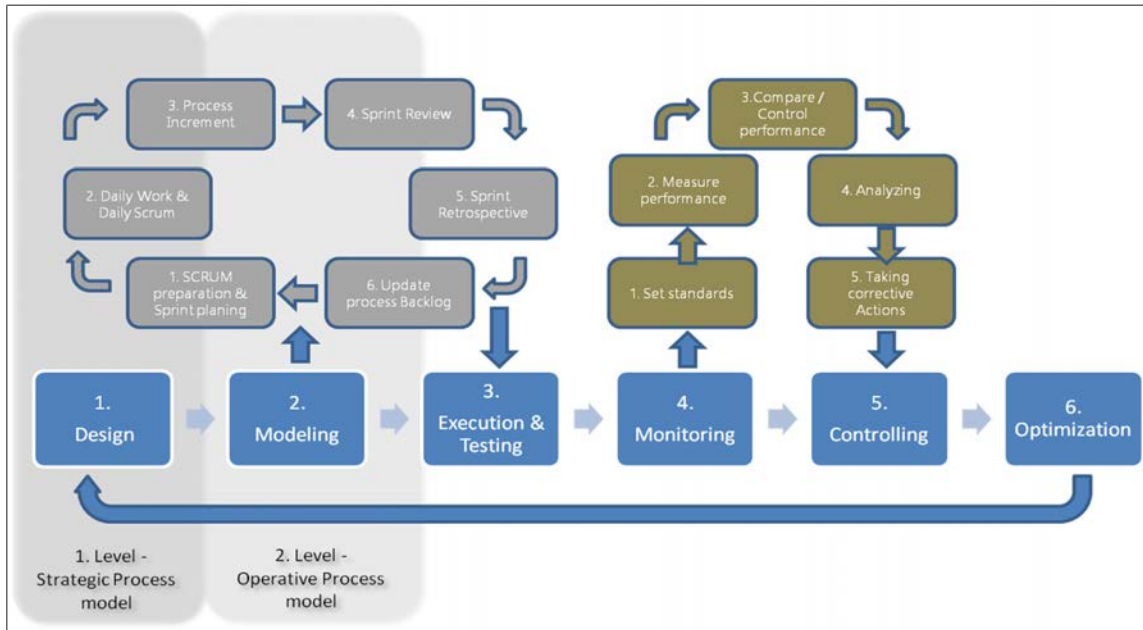 3. Process
Increment
4. Sprint Review
2. Daily Work &
Daily Scrum
5. Sprint
Retrospective
1. SCRUM
preparation &
Sprint planing
6. Update
process Backlog
3.Compare /
Control
performance
2. Measure
performance
4. Analyzing
1. Set standards
5. Taking
corrective
Actions
1.
Design
2.
Modeling
3.
Execution &
Testing
4.
Monitoring
5.
Controlling
6.
Optimization
1. Level -
Strategic Process
model
2. Level -
Operative Process
model